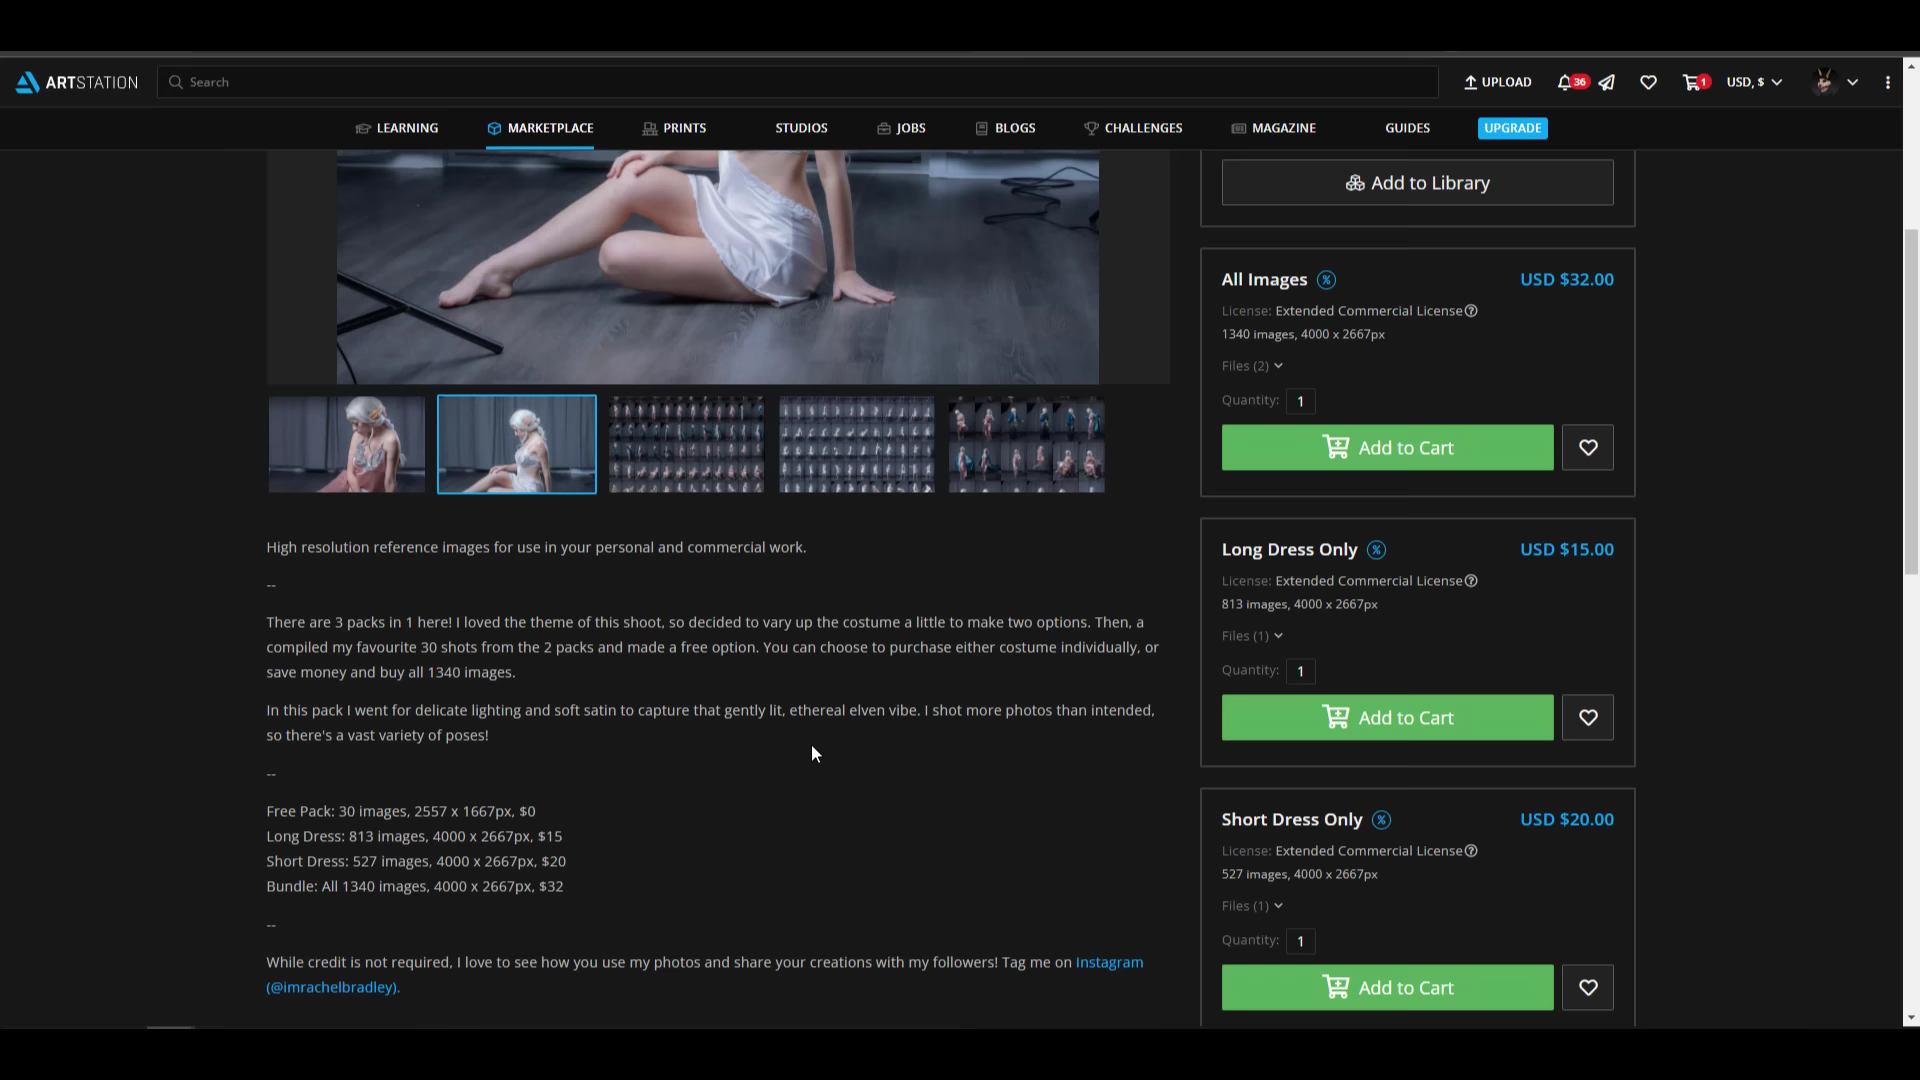 ARTSTATION
Search
UPLOAD
36
1
USD, $
LEARNING
MARKETPLACE
PRINTS
STUDIOS
JOBS
BLOGS
CHALLENGES
MAGAZINE
GUIDES
UPGRADE
Add to Library
All Images
USD $32.00
License: Extended Commercial License
1340 images, 4000 x 2667px
Files (2)
Quantity: 1
Add to Cart
High resolution reference images for use in your personal and commercial work.
--
There are 3 packs in 1 here! I loved the theme of this shoot, so decided to vary up the costume a little to make two options. Then, a
compiled my favourite 30 shots from the 2 packs and made a free option. You can choose to purchase either costume individually, or
save money and buy all 1340 images.
In this pack I went for delicate lighting and soft satin to capture that gently lit, ethereal elven vibe. I shot more photos than intended,
so there's a vast variety of poses!
--
Free Pack: 30 images, 2557 x 1667px, $0
Long Dress: 813 images, 4000 x 2667px, $15
Short Dress: 527 images, 4000 x 2667px, $20
Bundle: All 1340 images, 4000 x 2667px, $32
--
While credit is not required, I love to see how you use my photos and share your creations with my followers! Tag me on Instagram
(@imrachelbradley).
Long Dress Only
USD $15.00
License: Extended Commercial License
813 images, 4000 x 2667px
Files (1)
Quantity: 1
Add to Cart
Short Dress Only
USD $20.00
License: Extended Commercial License
527 images, 4000 x 2667px
Files (1)
Quantity: 1
Add to Cart